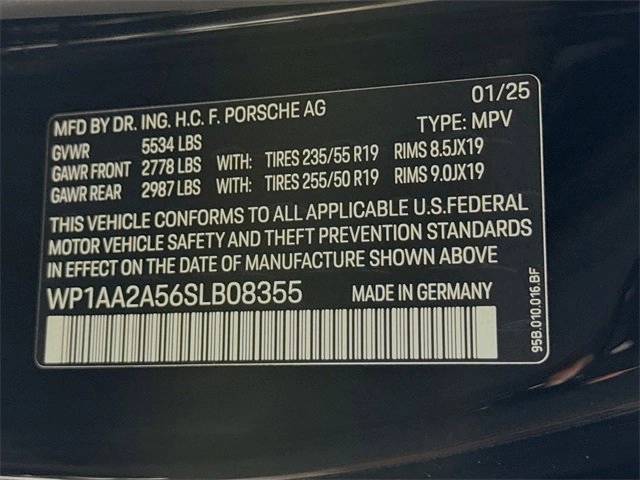 MFD BY DR. ING. H.C. F. PORSCHE AG 01/25
GVWR 5534 LBS TYPE: MPV
GAWR FRONT 2778 LBS WITH: TIRES 235/55 R19 RIMS 8.5JX19
GAWR REAR 2987 LBS WITH: TIRES 255/50 R19 RIMS 9.0JX19
THIS VEHICLE CONFORMS TO ALL APPLICABLE U.S.FEDERAL
MOTOR VEHICLE SAFETY AND THEFT PREVENTION STANDARDS
IN EFFECT ON THE DATE OF MANUFACTURE SHOWN ABOVE
WP1AA2A56SLB08355 MADE IN GERMANY
95B.010.016.BF